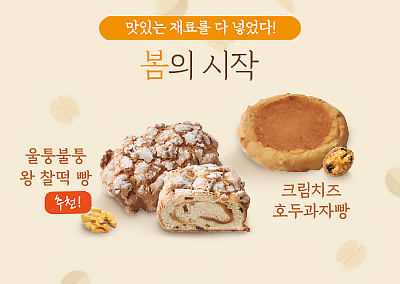 맛있는 재료를 다 넣었다!
봄의 시작
울퉁불퉁
왕 찰떡 빵
추천!
크림치즈
호두과자빵